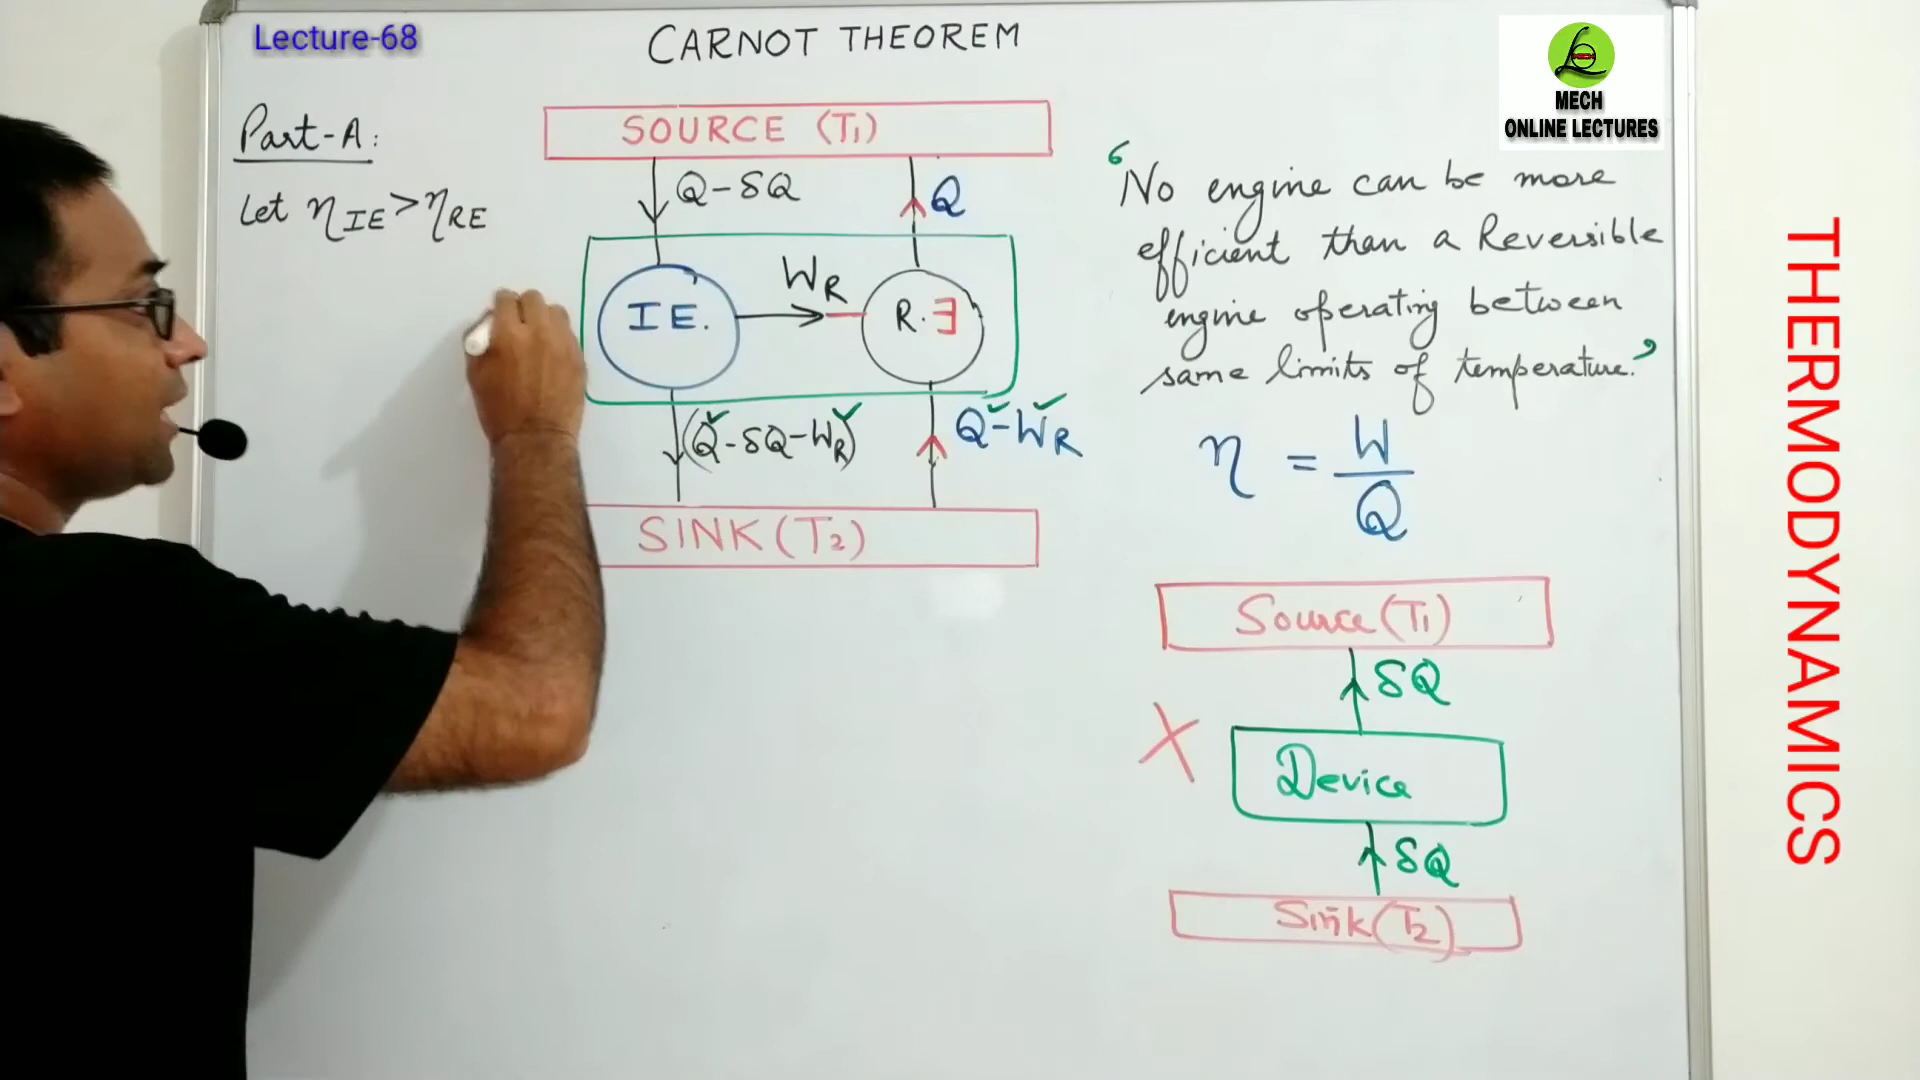 Lecture-68
CARNOT THEOREM
MECH
ONLINE LECTURES
Part-A:
Let ηIE > ηRE
SOURCE (T1)
Q-δQ
Q
IE.
WR
R.Ǝ
(Q-δQ-WR)
Q-WR
SINK (T2)
‘No engine can be more
efficient than a Reversible
engine operating between
same limits of temperature.’
η = W/Q
Source (T1)
δQ
X
Device
δQ
Sink (T2)
THERMODYNAMICS